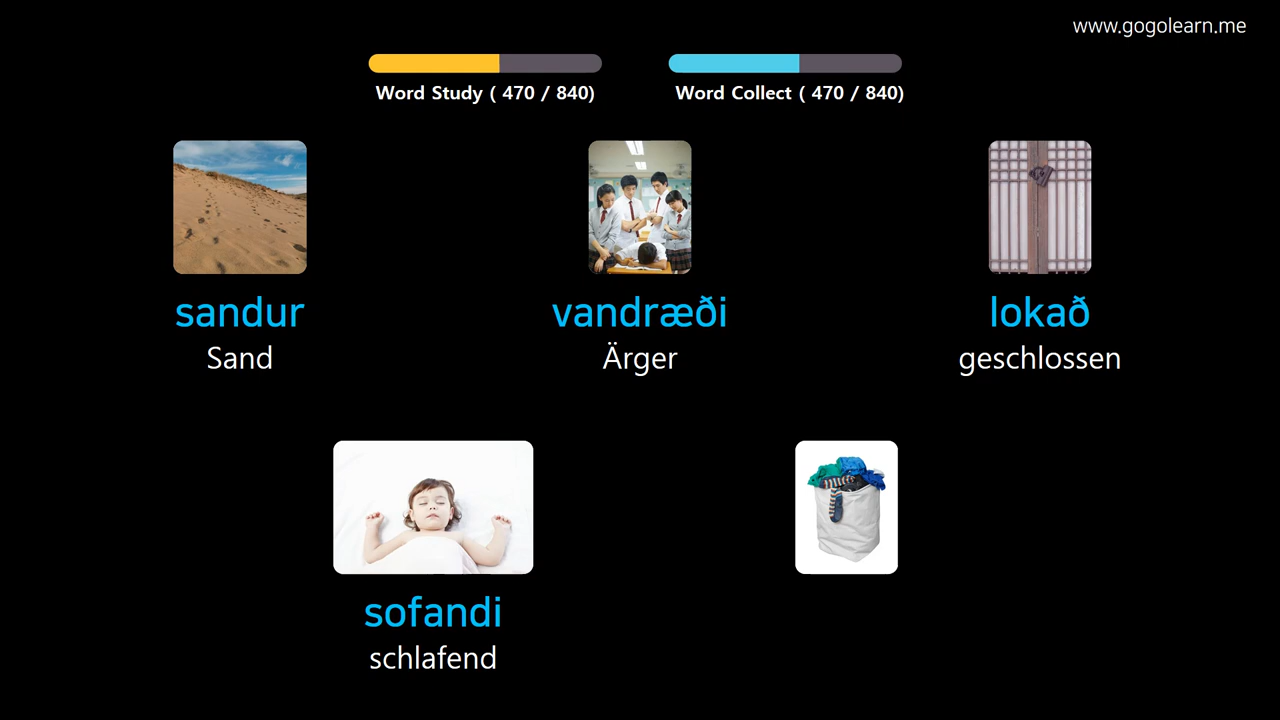 www.gogolearn.me
Word Study ( 470 / 840)
Word Collect ( 470 / 840)
sandur
Sand
vandræði
Ärger
lokað
geschlossen
sofandi
schlafend